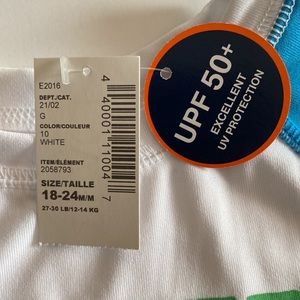 E2016
DEPT./CAT.
21/02
G
COLOR/COULEUR
10
WHITE
ITEM/ÉLÉMENT
2058793
SIZE/TAILLE
18-24M/M
27-30 LB/12-14 KG
4 40001 11004 7
UPF 50+
EXCELLENT
UV PROTECTION